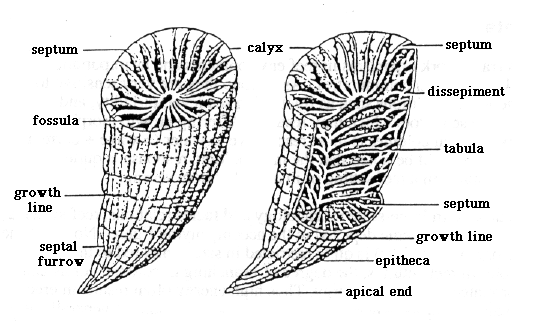 septum
calyx
septum
dissepiment
fossula
tabula
growth
line
septum
growth line
septal
furrow
epitheca
apical end